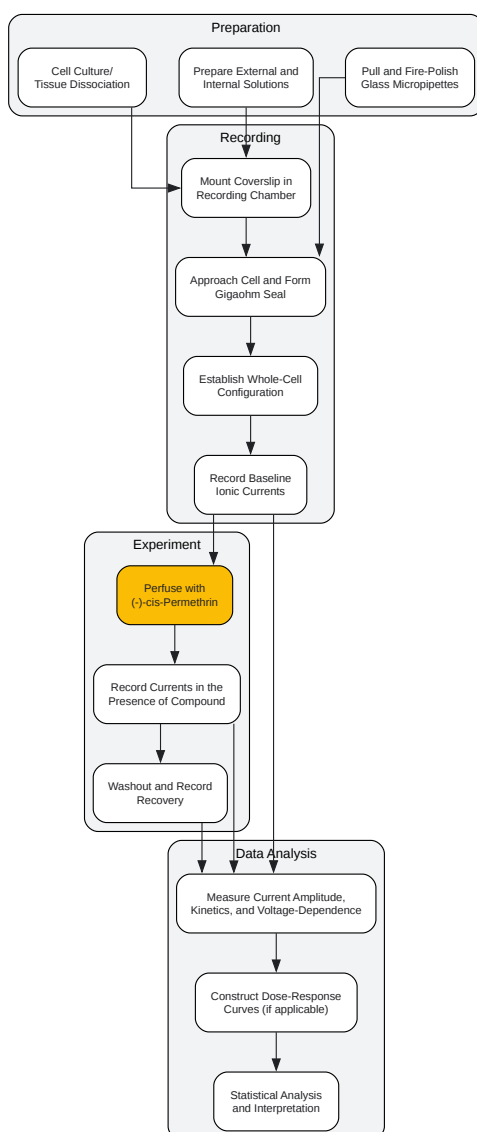 Preparation
Cell Culture/
Tissue Dissociation
Prepare External and
Internal Solutions
Pull and Fire-Polish
Glass Micropipettes
Recording
Mount Coverslip in
Recording Chamber
Approach Cell and Form
Gigaohm Seal
Establish Whole-Cell
Configuration
Record Baseline
Ionic Currents
Experiment
Perfuse with
(-)-cis-Permethrin
Record Currents in the
Presence of Compound
Washout and Record
Recovery
Data Analysis
Measure Current Amplitude,
Kinetics, and Voltage-Dependence
Construct Dose-Response
Curves (if applicable)
Statistical Analysis
and Interpretation